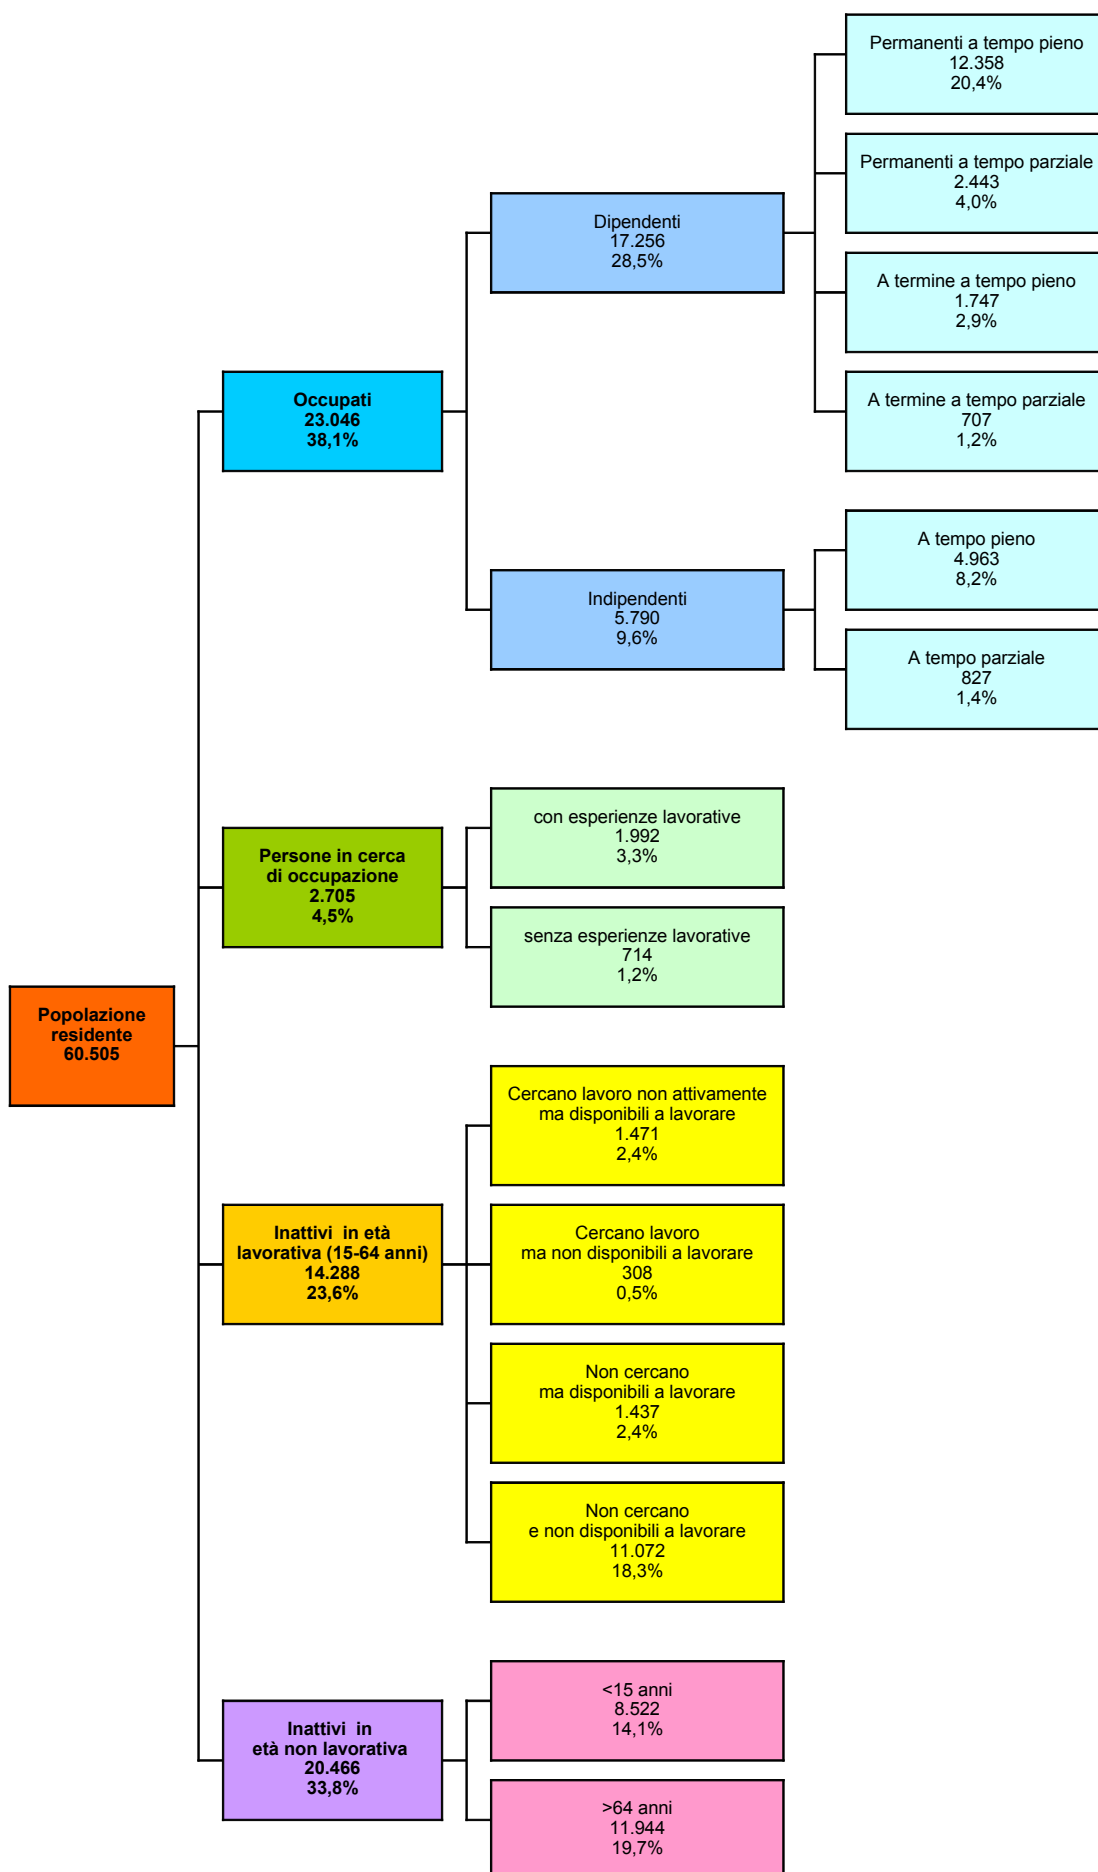 Popolazione
residente
60.505
Occupati
23.046
38,1%
Dipendenti
17.256
28,5%
Permanenti a tempo pieno
12.358
20,4%
Permanenti a tempo parziale
2.443
4,0%
A termine a tempo pieno
1.747
2,9%
A termine a tempo parziale
707
1,2%
Indipendenti
5.790
9,6%
A tempo pieno
4.963
8,2%
A tempo parziale
827
1,4%
Persone in cerca
di occupazione
2.705
4,5%
con esperienze lavorative
1.992
3,3%
senza esperienze lavorative
714
1,2%
Inattivi in età
lavorativa (15-64 anni)
14.288
23,6%
Cercano lavoro non attivamente
ma disponibili a lavorare
1.471
2,4%
Cercano lavoro
ma non disponibili a lavorare
308
0,5%
Non cercano
ma disponibili a lavorare
1.437
2,4%
Non cercano
e non disponibili a lavorare
11.072
18,3%
Inattivi in
età non lavorativa
20.466
33,8%
<15 anni
8.522
14,1%
>64 anni
11.944
19,7%